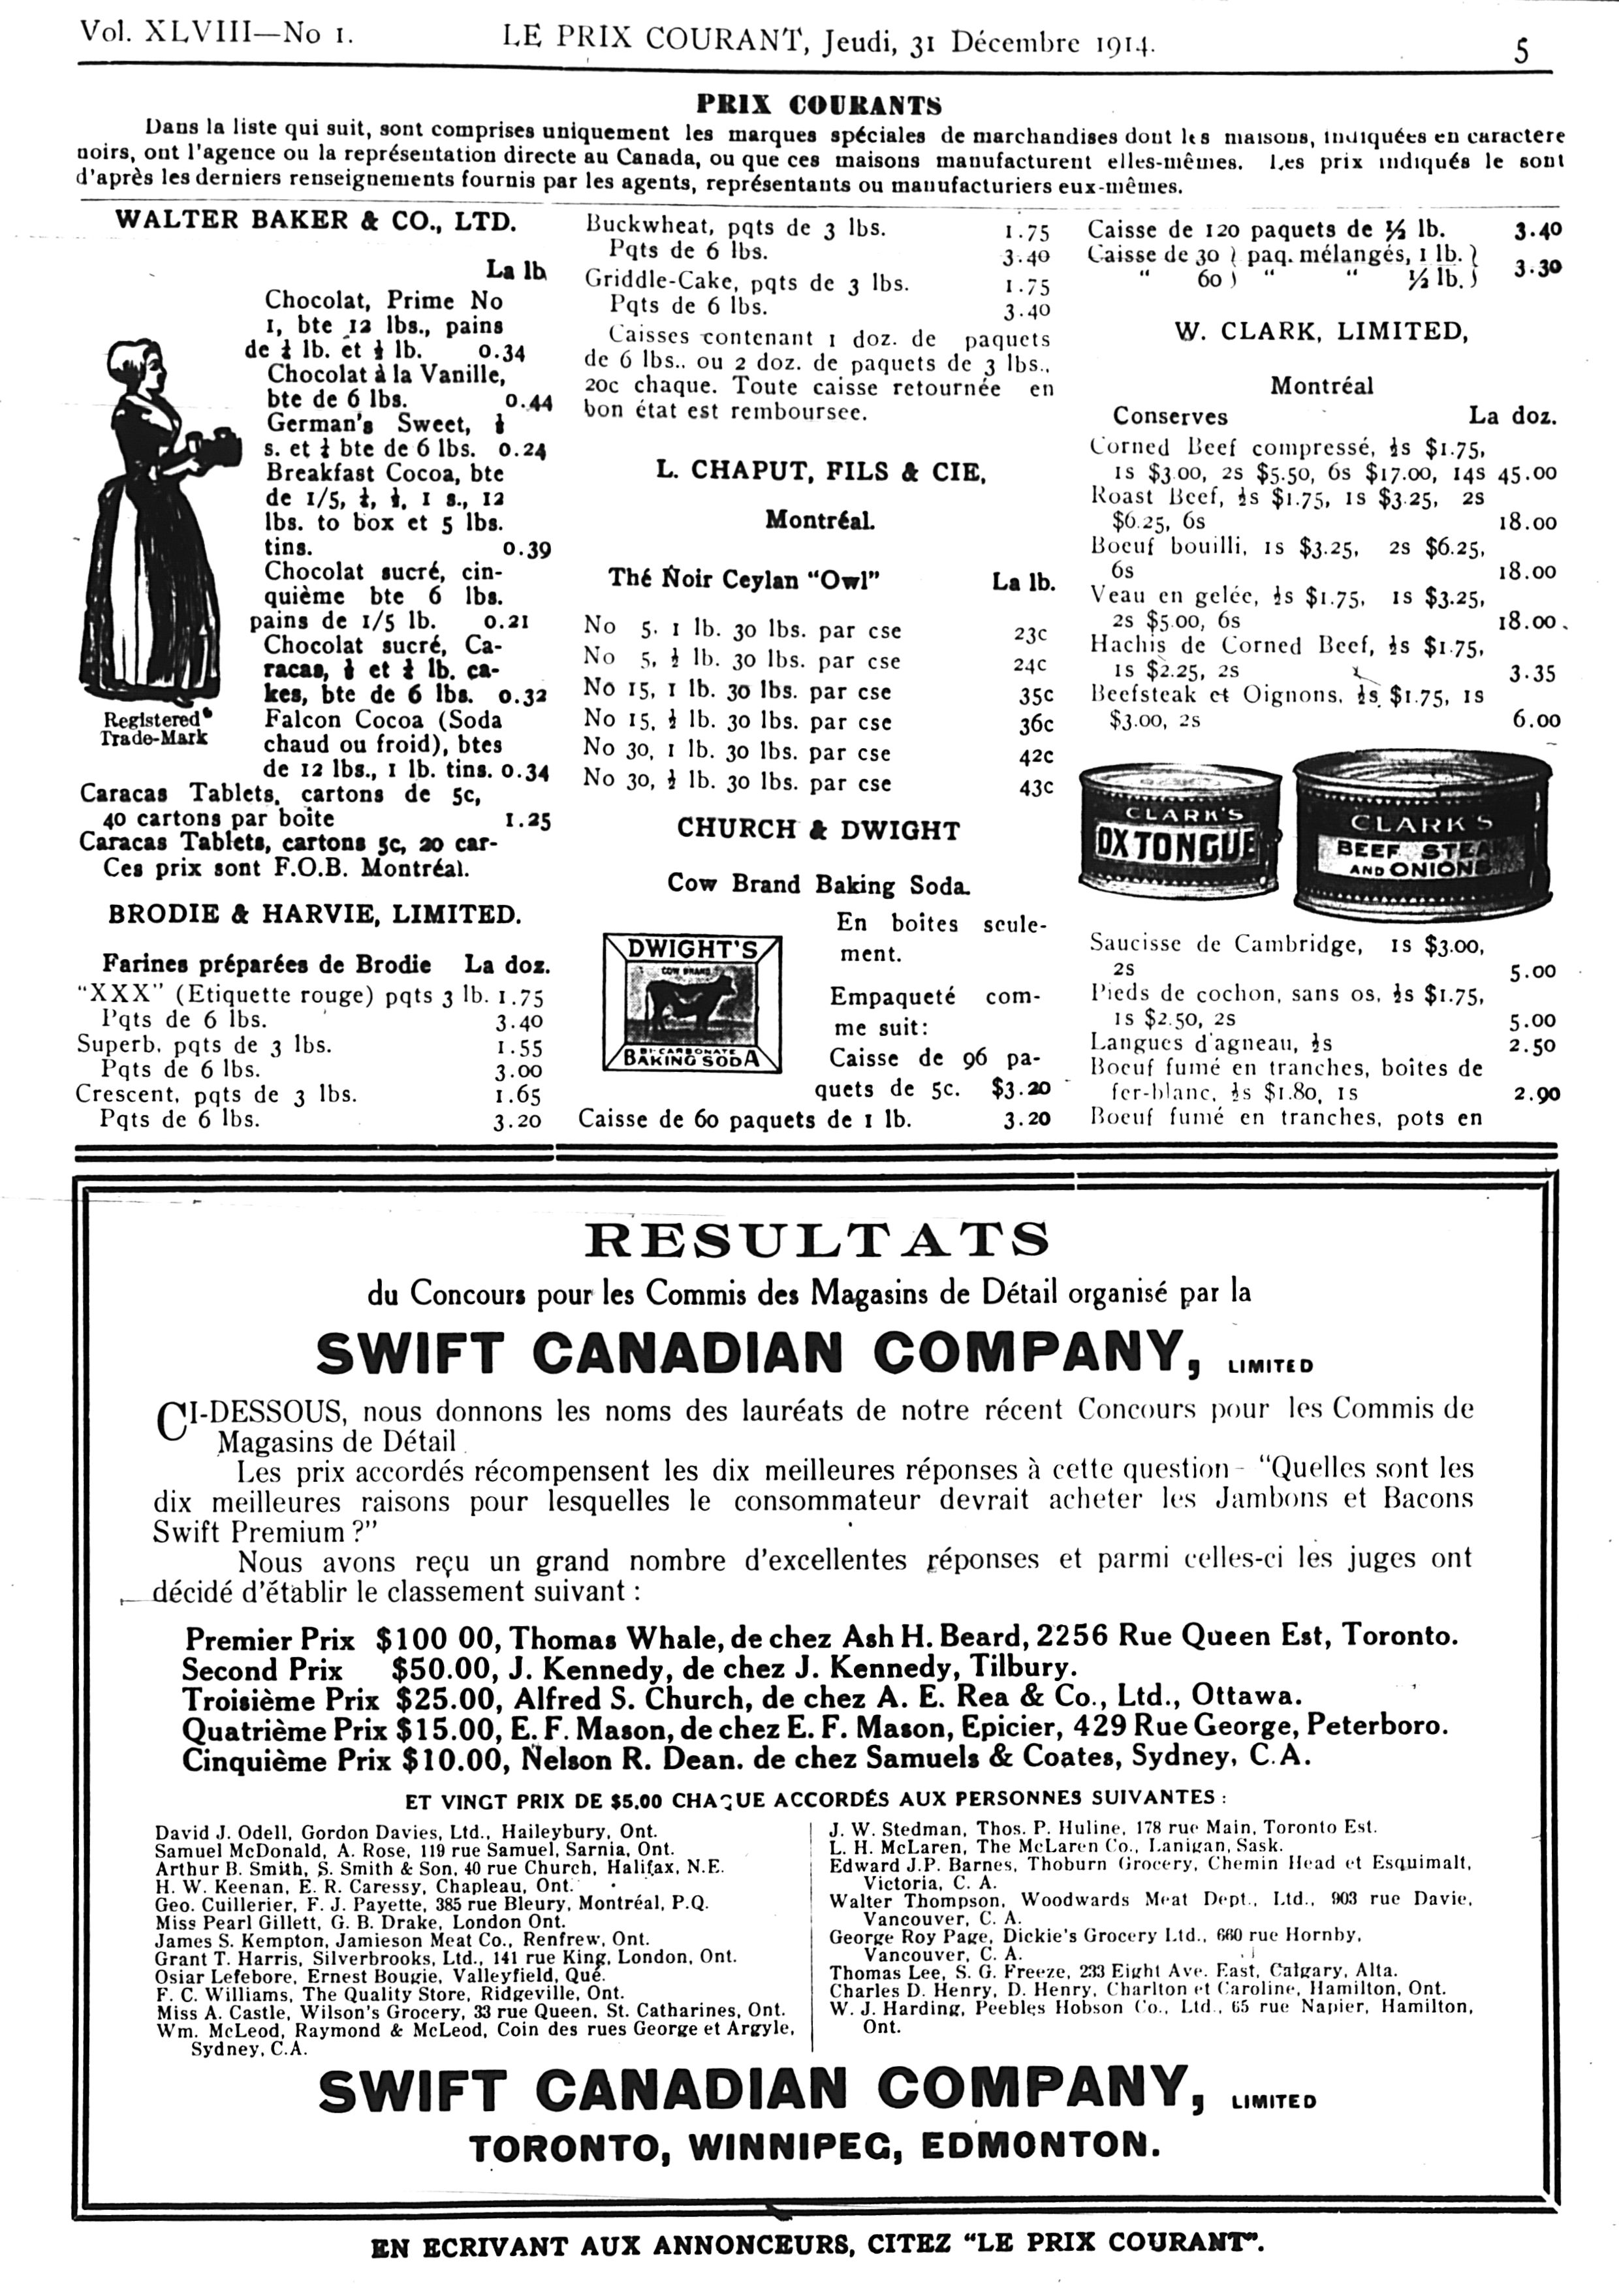 Vol. XLVIII—No 1.
LE PRIX COURANT, Jeudi, 31 Décembre 1914.
5
PRIX COURANTS
Dans la liste qui suit, sont comprises uniquement les marques spéciales de marchandises dont les maisons, indiquées en caractere
noirs, ont l'agence ou la représentation directe au Canada, ou que ces maisons manufacturent elles-mêmes. Les prix indiqués le sont
d'après les derniers renseignements fournis par les agents, représentants ou manufacturiers eux-mêmes.
WALTER BAKER & CO., LTD.
La lb
Chocolat, Prime No
1, bte 12 lbs., pains
de ¼ lb. et ½ lb. 0.34
Chocolat à la Vanille,
bte de 6 lbs. 0.44
German's Sweet,
s. et bte de 6 lbs. 0.24
Breakfast Cocoa, bte
de 1/5, ¼, ½, 1 s., 12
lbs. to box et 5 lbs.
tins. 0.39
Chocolat sucré, cin-
quième bte 6 lbs.
pains de 1/5 lb. 0.21
Chocolat sucré, Ca-
racas, et lb. ca-
kes, bte de 6 lbs. 0.32
Falcon Cocoa (Soda
chaud ou froid), btes
de 12 lbs., 1 lb. tins. 0.34
Registered
Trade-Mark
Caracas Tablets, cartons de 5c,
40 cartons par boite 1.25
Caracas Tablets, cartons 5c, 20 car-
Ces prix sont F.O.B. Montréal.
BRODIE & HARVIE, LIMITED.
Farines préparées de Brodie La doz.
"XXX" (Etiquette rouge) pqts 3 lb. 1.75
Pqts de 6 lbs. 3.40
Superb, pqts de 3 lbs. 1.55
Pqts de 6 lbs. 3.00
Crescent, pqts de 3 lbs. 1.65
Pqts de 6 lbs. 3.20
Buckwheat, pqts de 3 lbs. 1.75
Pqts de 6 lbs. 3.40
Griddle-Cake, pqts de 3 lbs. 1.75
Pqts de 6 lbs. 3.40
Caisses contenant 1 doz. de paquets
de 6 lbs.. ou 2 doz. de paquets de 3 lbs.,
20c chaque. Toute caisse retournée en
bon état est remboursee.
L. CHAPUT, FILS & CIE,
Montréal.
Thé Noir Ceylan "Owl" La lb.
No 5, 1 lb. 30 lbs. par cse 23c
No 5, ½ lb. 30 lbs. par cse 24c
No 15, 1 lb. 30 lbs. par cse 35c
No 15, ½ lb. 30 lbs. par cse 36c
No 30, 1 lb. 30 lbs. par cse 42c
No 30, ½ lb. 30 lbs. par cse 43c
CHURCH & DWIGHT
Cow Brand Baking Soda
DWIGHT'S
COW BRAND
BI-CARBONATE
BAKING SODA
En boites seule-
ment.
Empaqueté com-
me suit:
Caisse de 96 pa-
quets de 5c. $3.20
Caisse de 60 paquets de 1 lb. 3.20
Caisse de 120 paquets de ½ lb. 3.40
Caisse de 30 } paq. mélangés, 1 lb. }
" 60 } " " ½ lb. } 3.30
W. CLARK, LIMITED,
Montréal
Conserves La doz.
Corned Beef compressé, ½s $1.75,
1s $3.00, 2s $5.50, 6s $17.00, 14s 45.00
Roast Beef, ½s $1.75, 1s $3.25, 2s
$6.25, 6s 18.00
Boeuf bouilli, 1s $3.25, 2s $6.25,
6s 18.00
Veau en gelée, ½s $1.75, 1s $3.25,
2s $5.00, 6s 18.00
Hachis de Corned Beef, ½s $1.75,
1s $2.25, 2s 3.35
Beefsteak et Oignons, ½s $1.75, 1s
$3.00, 2s 6.00
CLARK'S
OX TONGUE
CLARK'S
BEEF STEAK
AND ONIONS
Saucisse de Cambridge, 1s $3.00,
2s 5.00
Pieds de cochon, sans os, ½s $1.75,
1s $2.50, 2s 5.00
Langues d'agneau, ½s 2.50
Boeuf fumé en tranches, boites de
fer-blanc, ½s $1.80, 1s 2.90
Boeuf fumé en tranches, pots en
RESULTATS
du Concours pour les Commis des Magasins de Détail organisé par la
SWIFT CANADIAN COMPANY, LIMITED
CI-DESSOUS, nous donnons les noms des lauréats de notre récent Concours pour les Commis de
Magasins de Détail
Les prix accordés récompensent les dix meilleures réponses à cette question - "Quelles sont les
dix meilleures raisons pour lesquelles le consommateur devrait acheter les Jambons et Bacons
Swift Premium ?"
Nous avons reçu un grand nombre d'excellentes réponses et parmi celles-ci les juges ont
décidé d'établir le classement suivant :
Premier Prix $100 00, Thomas Whale, de chez Ash H. Beard, 2256 Rue Queen Est, Toronto.
Second Prix $50.00, J. Kennedy, de chez J. Kennedy, Tilbury.
Troisième Prix $25.00, Alfred S. Church, de chez A. E. Rea & Co., Ltd., Ottawa.
Quatrième Prix $15.00, E. F. Mason, de chez E. F. Mason, Epicier, 429 Rue George, Peterboro.
Cinquième Prix $10.00, Nelson R. Dean. de chez Samuels & Coates, Sydney, C.A.
ET VINGT PRIX DE $5.00 CHAQUE ACCORDÉS AUX PERSONNES SUIVANTES :
David J. Odell, Gordon Davies, Ltd., Haileybury, Ont.
Samuel McDonald, A. Rose, 119 rue Samuel, Sarnia, Ont.
Arthur B. Smith, S. Smith & Son, 40 rue Church, Halifax, N.E.
H. W. Keenan, E. R. Caressy, Chapleau, Ont.
Geo. Cuillerier, F. J. Payette, 385 rue Bleury, Montréal, P.Q.
Miss Pearl Gillett, G. B. Drake, London Ont.
James S. Kempton, Jamieson Meat Co., Renfrew, Ont.
Grant T. Harris, Silverbrooks, Ltd., 141 rue King, London, Ont.
Osiar Lefebore, Ernest Bougie, Valleyfield, Qué.
F. C. Williams, The Quality Store, Ridgeville, Ont.
Miss A. Castle, Wilson's Grocery, 33 rue Queen, St. Catharines, Ont.
Wm. McLeod, Raymond & McLeod, Coin des rues George et Argyle,
Sydney, C.A.
J. W. Stedman, Thos. P. Huline, 178 rue Main, Toronto Est.
L. H. McLaren, The McLaren Co., Lanigan, Sask.
Edward J.P. Barnes, Thoburn Grocery, Chemin Head et Esquimalt,
Victoria, C. A.
Walter Thompson, Woodwards Meat Dept., Ltd., 903 rue Davie,
Vancouver, C. A.
George Roy Page, Dickie's Grocery Ltd., 660 rue Hornby,
Vancouver, C. A.
Thomas Lee, S. G. Freeze, 233 Eight Ave. East, Calgary, Alta.
Charles D. Henry, D. Henry, Charlton et Caroline, Hamilton, Ont.
W. J. Harding, Peebles Hobson Co., Ltd., 65 rue Napier, Hamilton,
Ont.
SWIFT CANADIAN COMPANY, LIMITED
TORONTO, WINNIPEG, EDMONTON.
EN ECRIVANT AUX ANNONCEURS, CITEZ "LE PRIX COURANT".